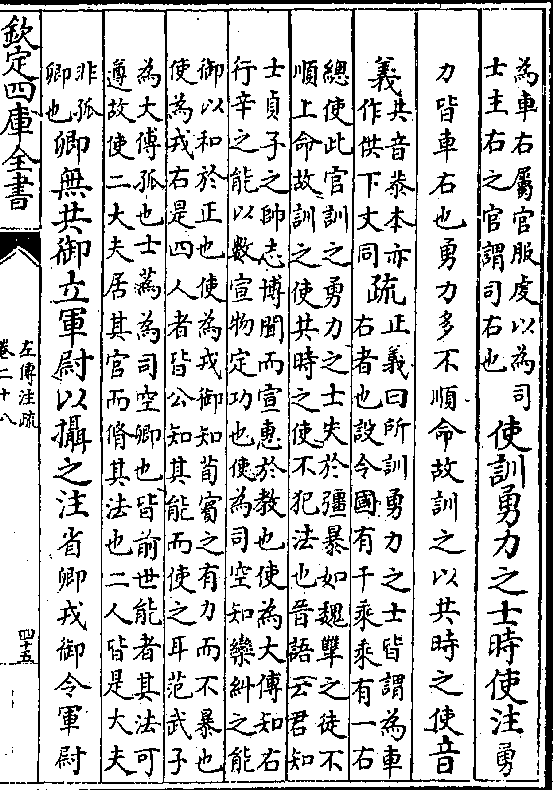 為車右屬官服虔以為司
士主右之官謂司右也
使訓勇力之士時使注勇
力皆車右也勇力多不順命故訓之以共時之使音
義
共音恭本亦
作供下文同
疏
正義曰所訓勇力之士皆謂為車
右者也設令國有千乘乘有一右
總使此官訓之勇力之士失於彊暴如魏犨之徒不
順上命故訓之使共時之使不犯法也晉語云君知
士貞子之帥志博聞而宣惠於教也使為大傅知右
行辛之能以數宣物定功也使為司空知欒糾之能
御以和於正也使為戎御知荀賓之有力而不暴也
使為戎右是四人者皆公知其能而使之耳范武子
為大傅孤也士蔿為司空卿也皆前世能者其法可
遵故使二大夫居其官而脩其法也二人皆是大夫
非孤
卿也
卿無共御立軍尉以攝之注省卿戎御令軍尉
欽定四庫全書
左傳注疏
卷二十八
四十五